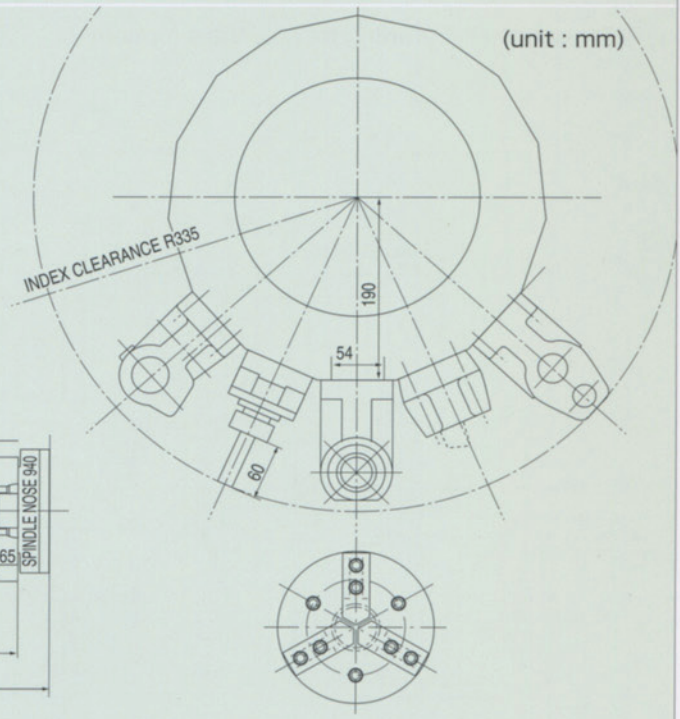 (unit : mm)
INDEX CLEARANCE R335
190
54
60
SPINDLE NOSE 940
65